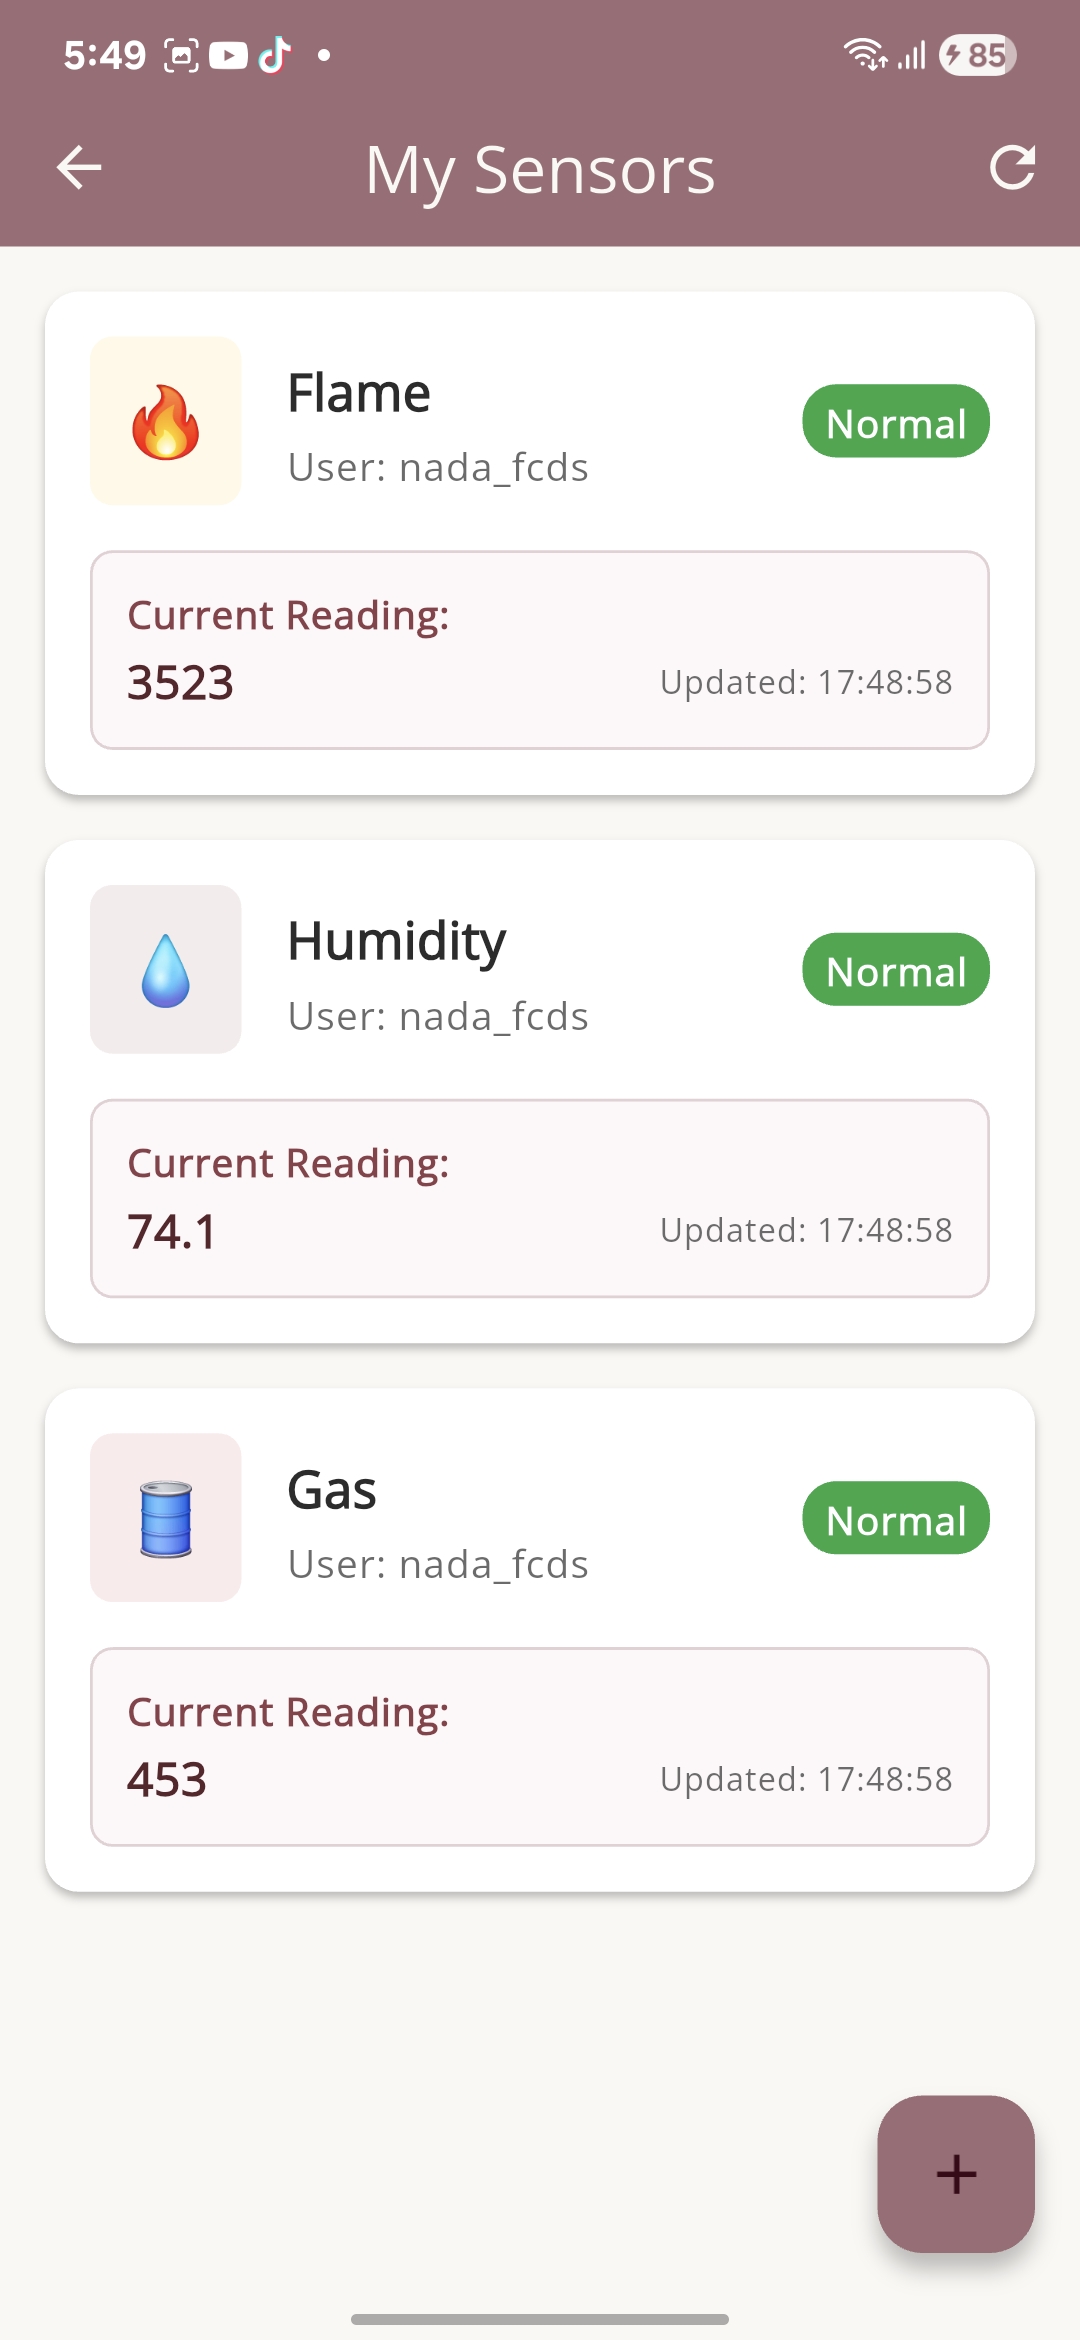 5:49
85
My Sensors
Flame
Normal
User: nada_fcds
Current Reading:
3523
Updated: 17:48:58
Humidity
Normal
User: nada_fcds
Current Reading:
74.1
Updated: 17:48:58
Gas
Normal
User: nada_fcds
Current Reading:
453
Updated: 17:48:58
+